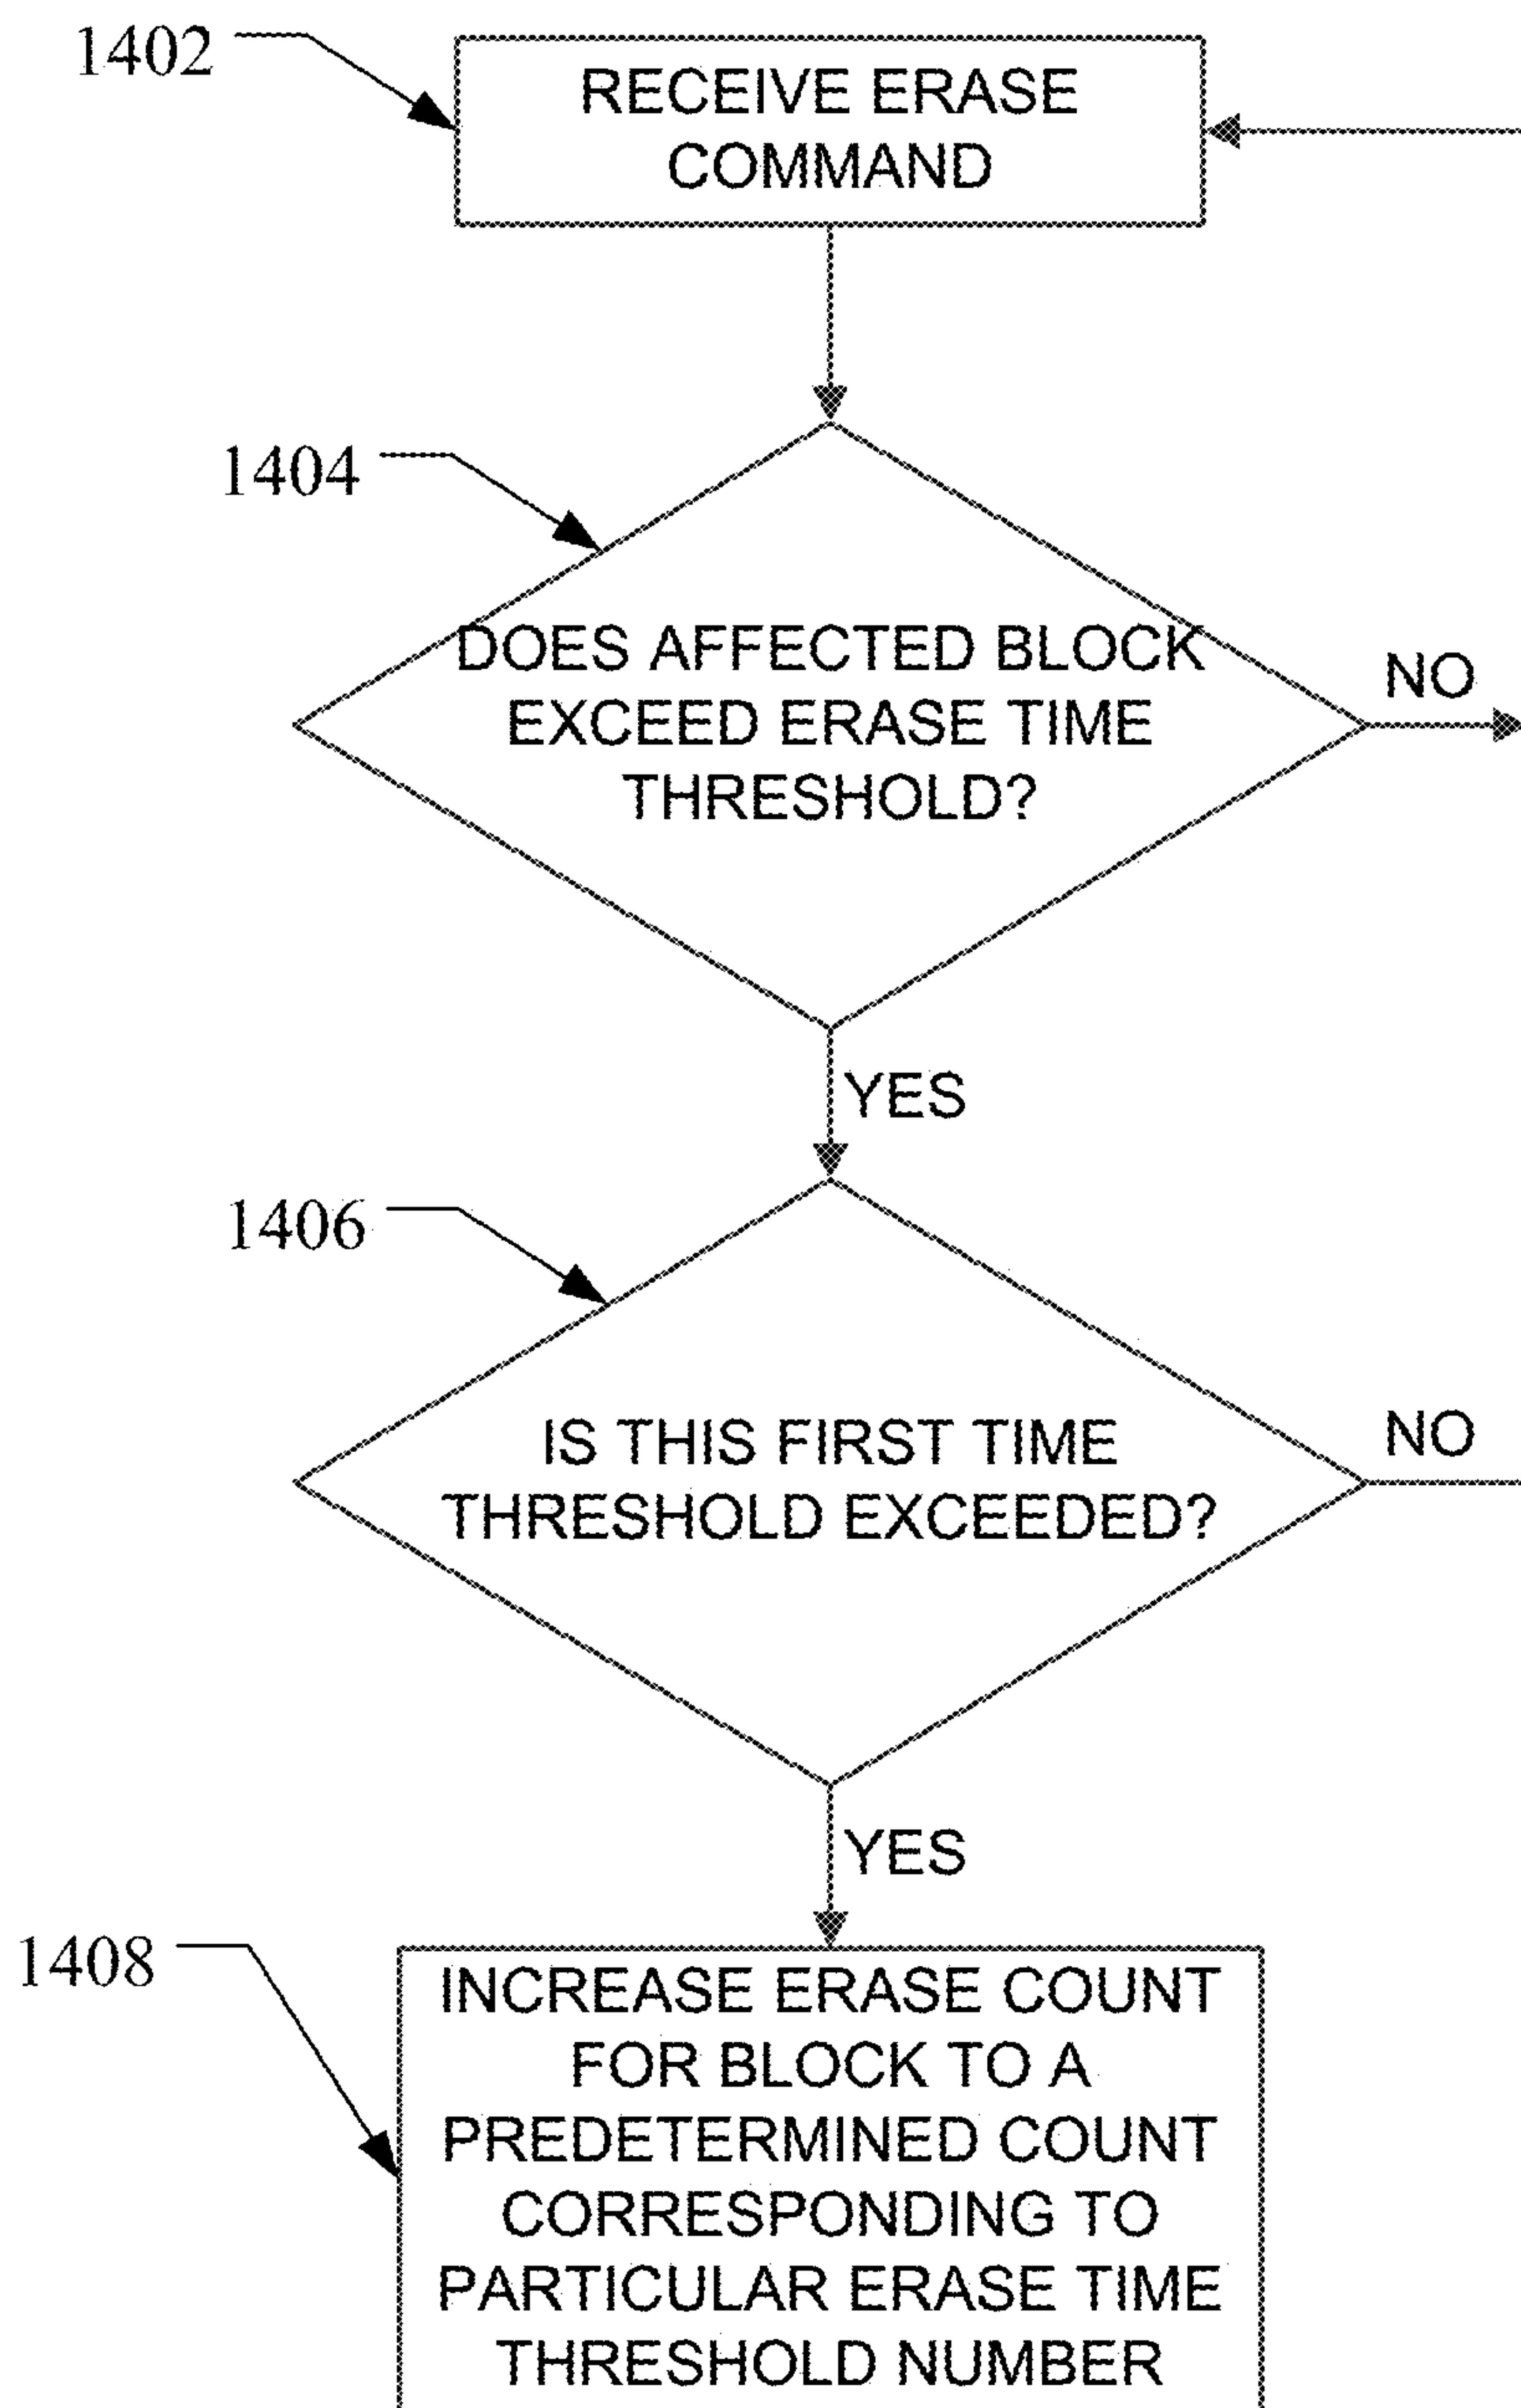 1402
RECEIVE ERASE
COMMAND
1404
DOES AFFECTED BLOCK
EXCEED ERASE TIME
THRESHOLD?
NO
YES
1406
IS THIS FIRST TIME
THRESHOLD EXCEEDED?
NO
YES
1408
INCREASE ERASE COUNT
FOR BLOCK TO A
PREDETERMINED COUNT
CORRESPONDING TO
PARTICULAR ERASE TIME
THRESHOLD NUMBER